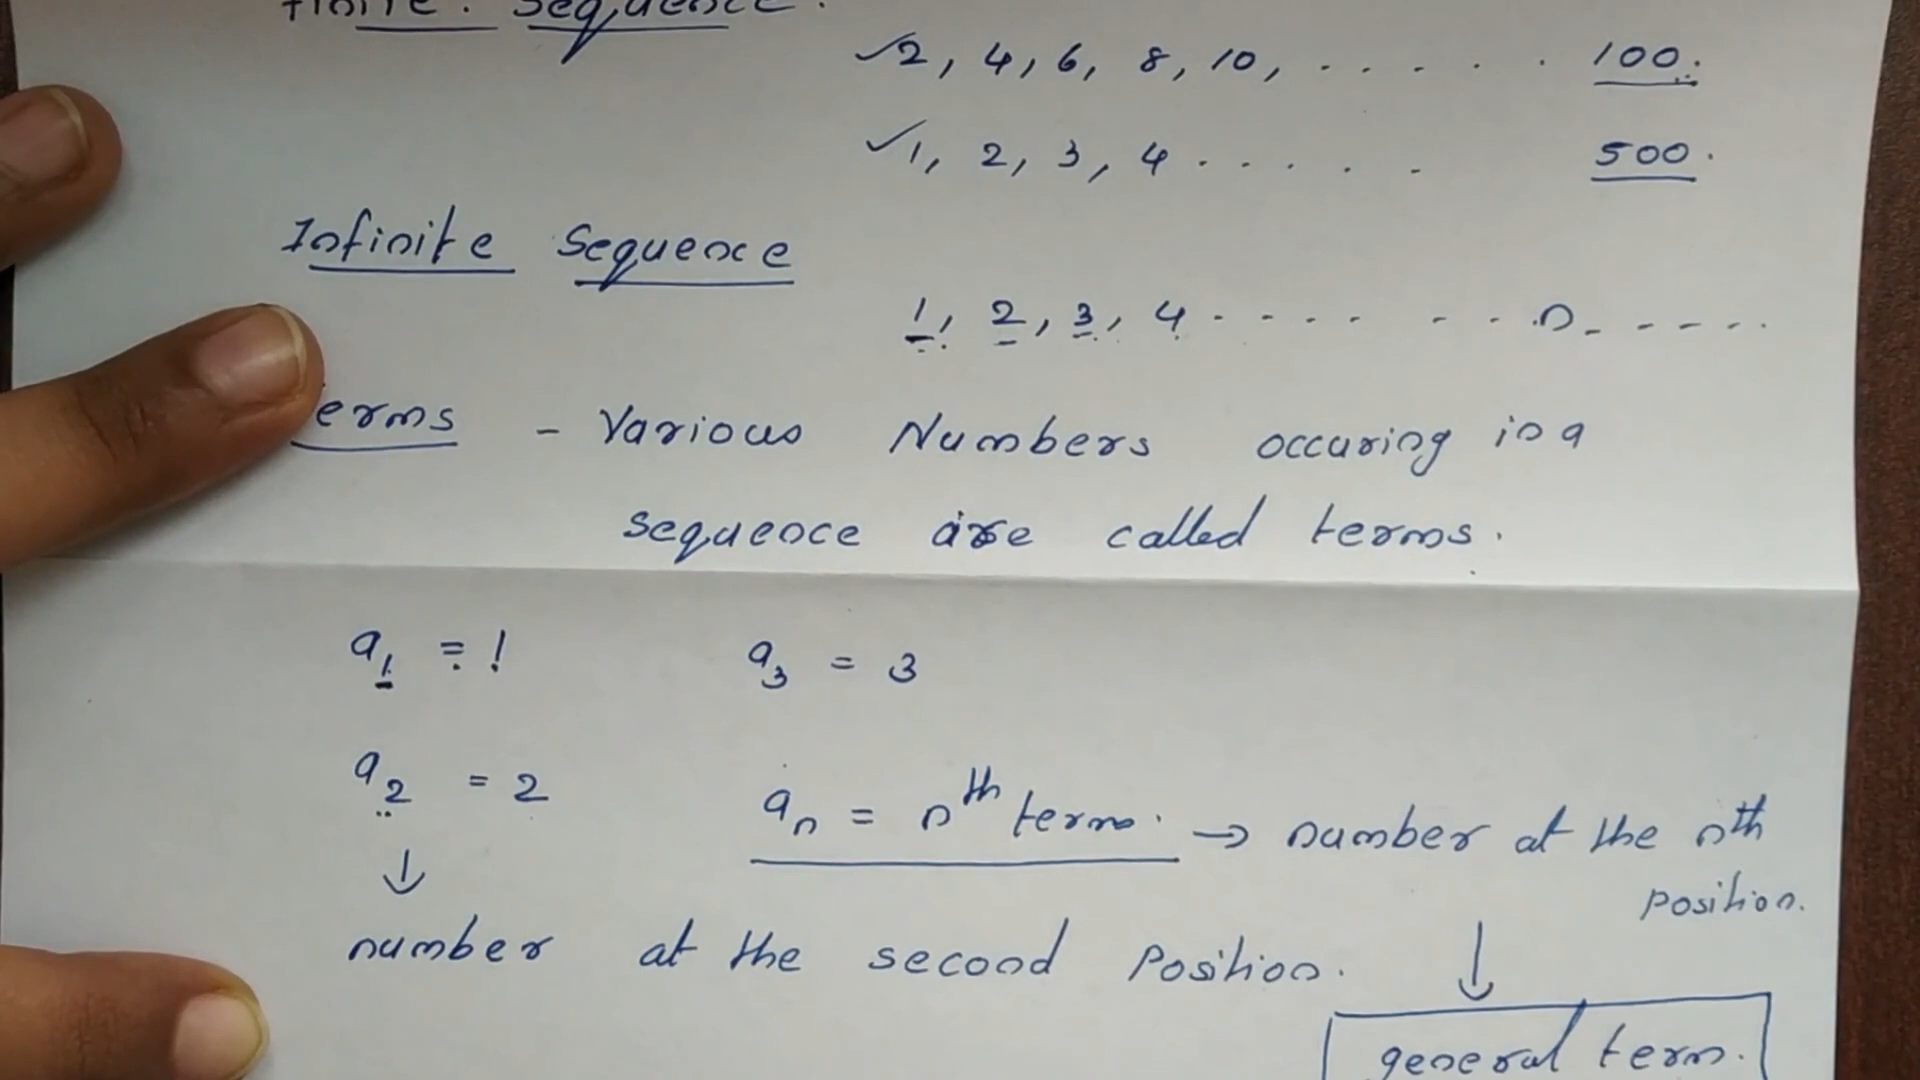 Finite. Sequence.
2, 4, 6, 8, 10, . . . . . 100.
1, 2, 3, 4 . . . . . . 500.
Infinite Sequence
1, 2, 3, 4 . . . . . . . n - - - - . .
erms - Various Numbers occuring in a
sequence are called terms.
a1 = 1 a3 = 3
a2 = 2
an = nth term. → number at the nth
position.
↓
number at the second Position.
↓
general term.